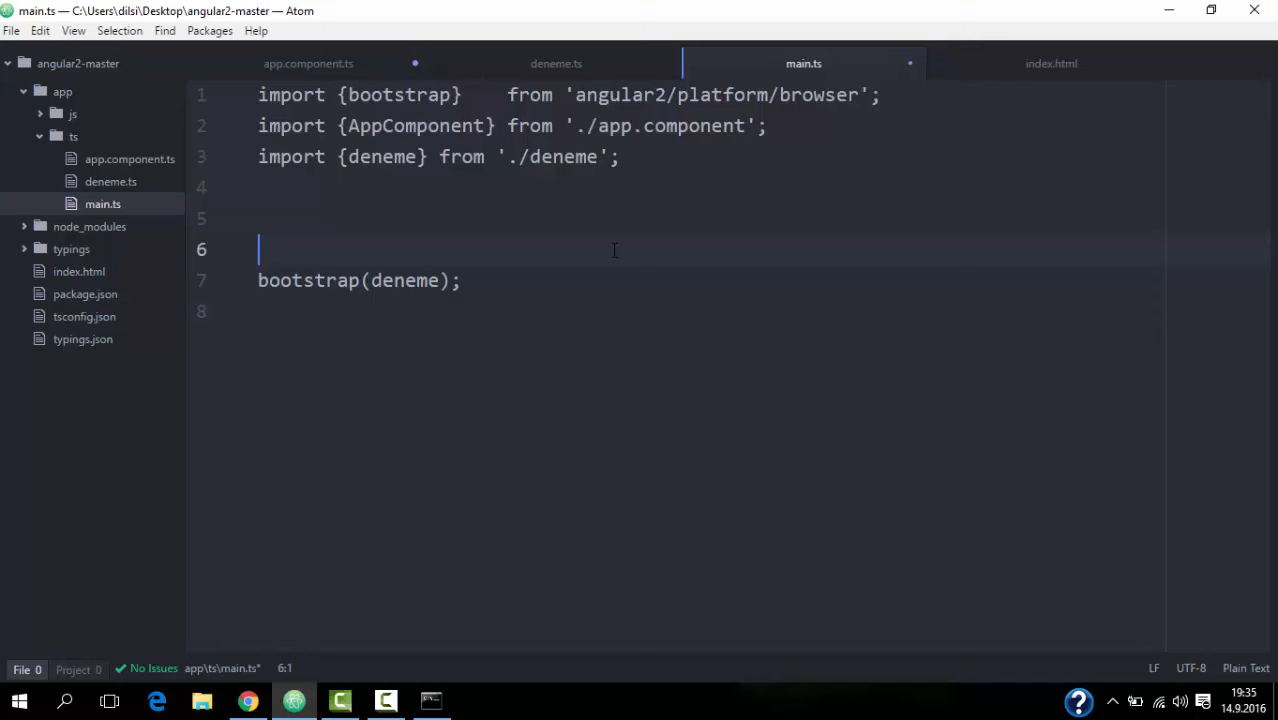 main.ts — C:\Users\dilsi\Desktop\angular2-master — Atom
File Edit View Selection Find Packages Help
angular2-master
app
js
ts
app.component.ts
deneme.ts
main.ts
node_modules
typings
index.html
package.json
tsconfig.json
typings.json
app.component.ts deneme.ts main.ts index.html
1 import {bootstrap}    from 'angular2/platform/browser';
2 import {AppComponent} from './app.component';
3 import {deneme} from './deneme';
4
5
6
7 bootstrap(deneme);
8
File 0 Project 0 No Issues app\ts\main.ts* 6:1 LF UTF-8 Plain Text
19:35
14.9.2016